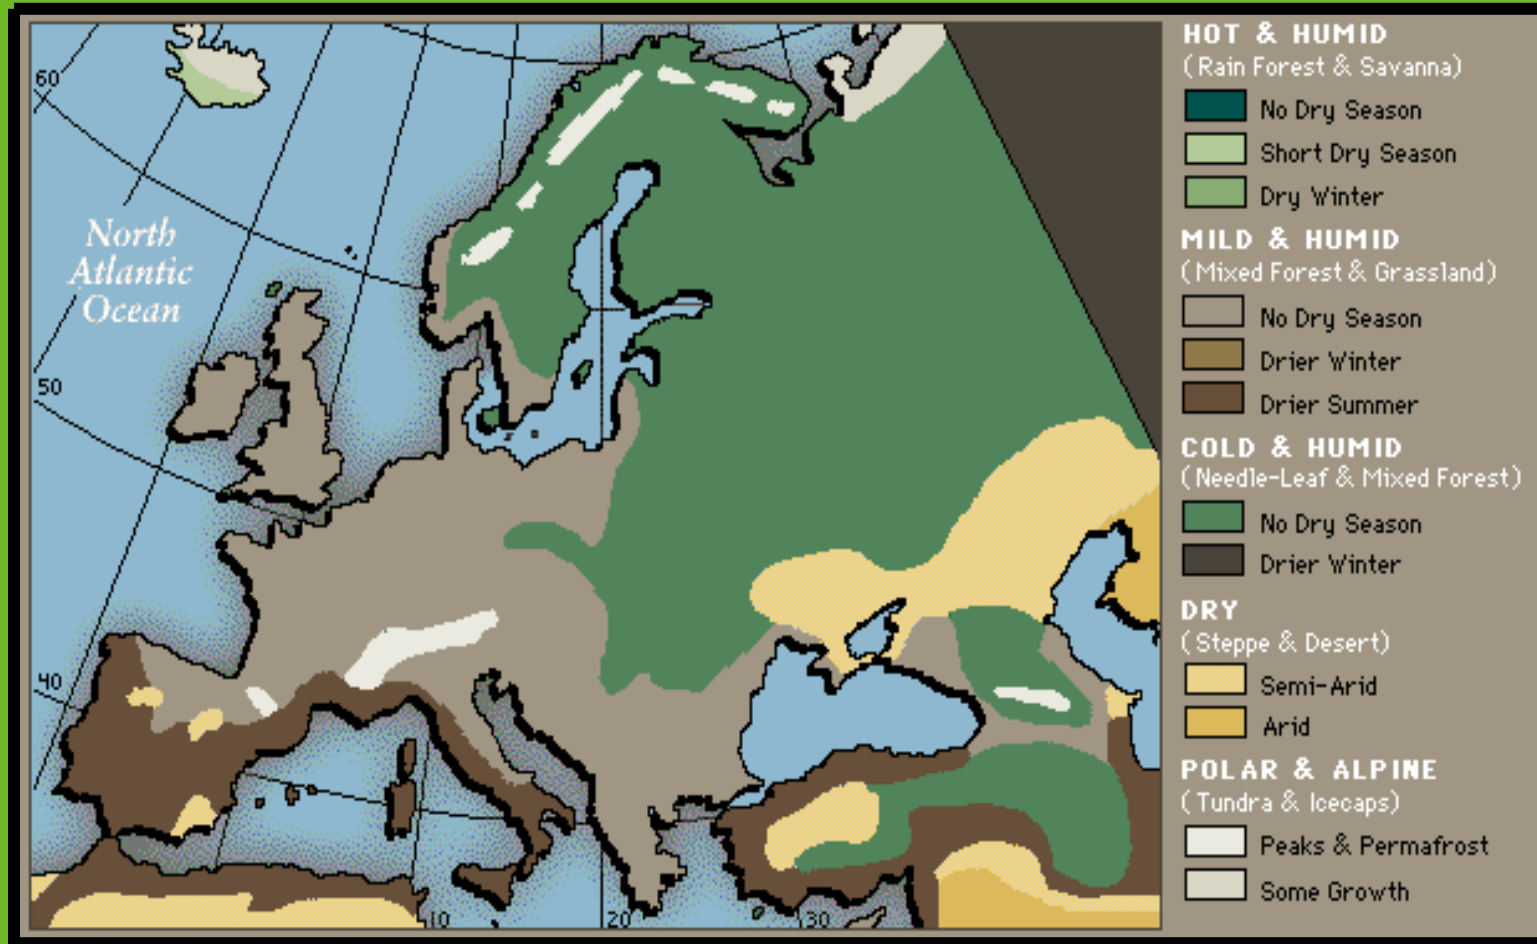 60
North
Atlantic
Ocean
50
40
10
20
30
HOT & HUMID
(Rain Forest & Savanna)
No Dry Season
Short Dry Season
Dry Winter
MILD & HUMID
(Mixed Forest & Grassland)
No Dry Season
Drier Winter
Drier Summer
COLD & HUMID
(Needle-Leaf & Mixed Forest)
No Dry Season
Drier Winter
DRY
(Steppe & Desert)
Semi-Arid
Arid
POLAR & ALPINE
(Tundra & Icecaps)
Peaks & Permafrost
Some Growth